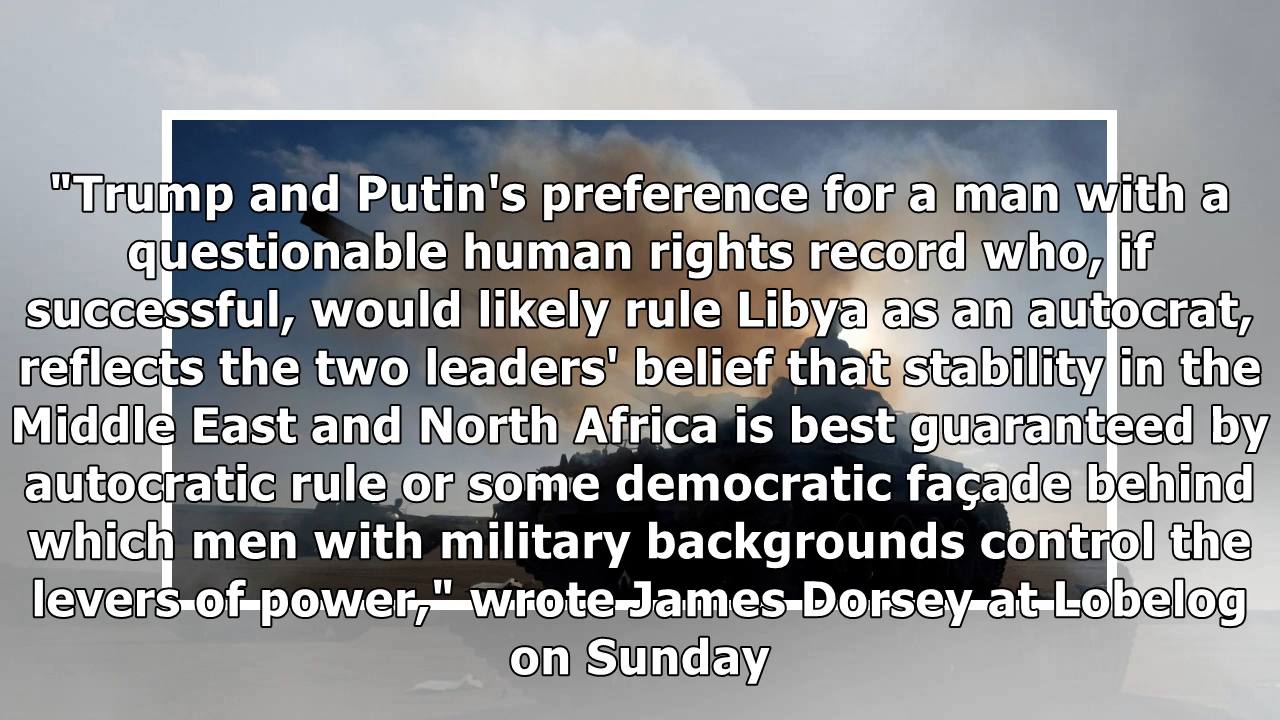 "Trump and Putin's preference for a man with a
questionable human rights record who, if
successful, would likely rule Libya as an autocrat,
reflects the two leaders' belief that stability in the
Middle East and North Africa is best guaranteed by
autocratic rule or some democratic façade behind
which men with military backgrounds control the
levers of power," wrote James Dorsey at Lobelog
on Sunday